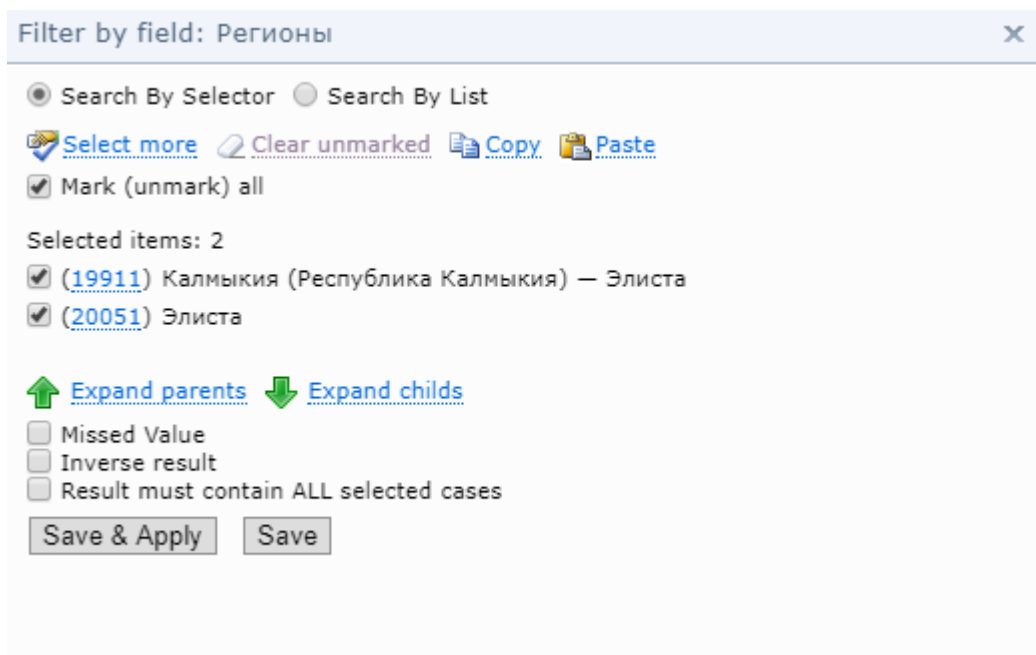 Filter by field: Регионы
Search By Selector Search By List
Select more Clear unmarked Copy Paste
Mark (unmark) all
Selected items: 2
(19911) Калмыкия (Республика Калмыкия) — Элиста
(20051) Элиста
Expand parents Expand childs
Missed Value
Inverse result
Result must contain ALL selected cases
Save & Apply Save